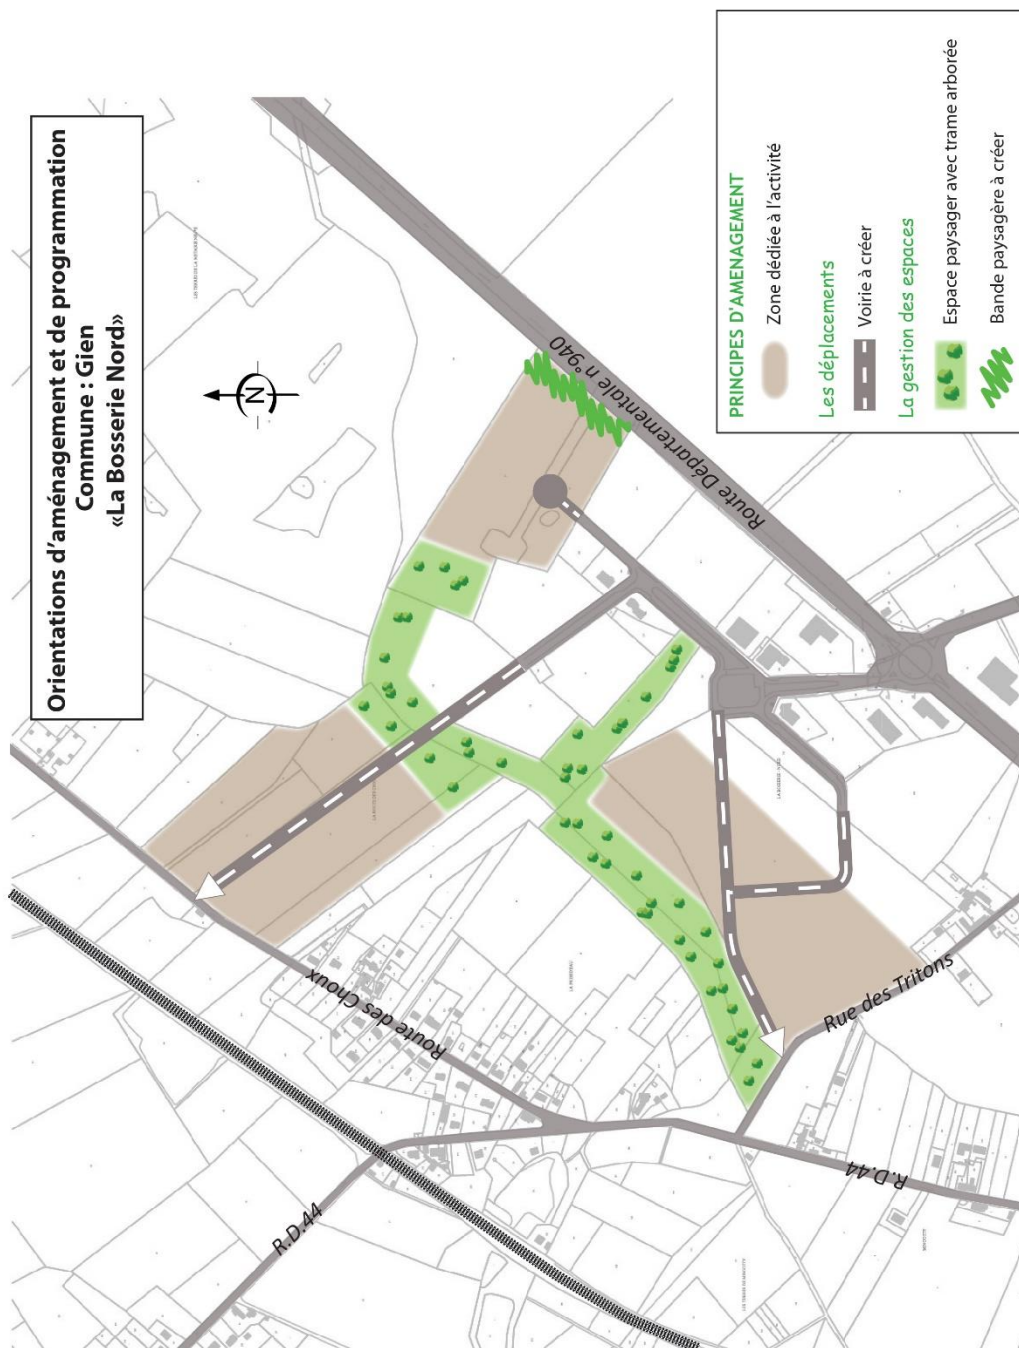 Orientations d'aménagement et de programmation
Commune : Gien
«La Bosserie Nord»
N
Route Départementale n°940
Route des Choux
Rue des Tritons
R.D.44
R.D.44
PRINCIPES D'AMENAGEMENT
Zone dédiée à l'activité
Les déplacements
Voirie à créer
La gestion des espaces
Espace paysager avec trame arborée
Bande paysagère à créer